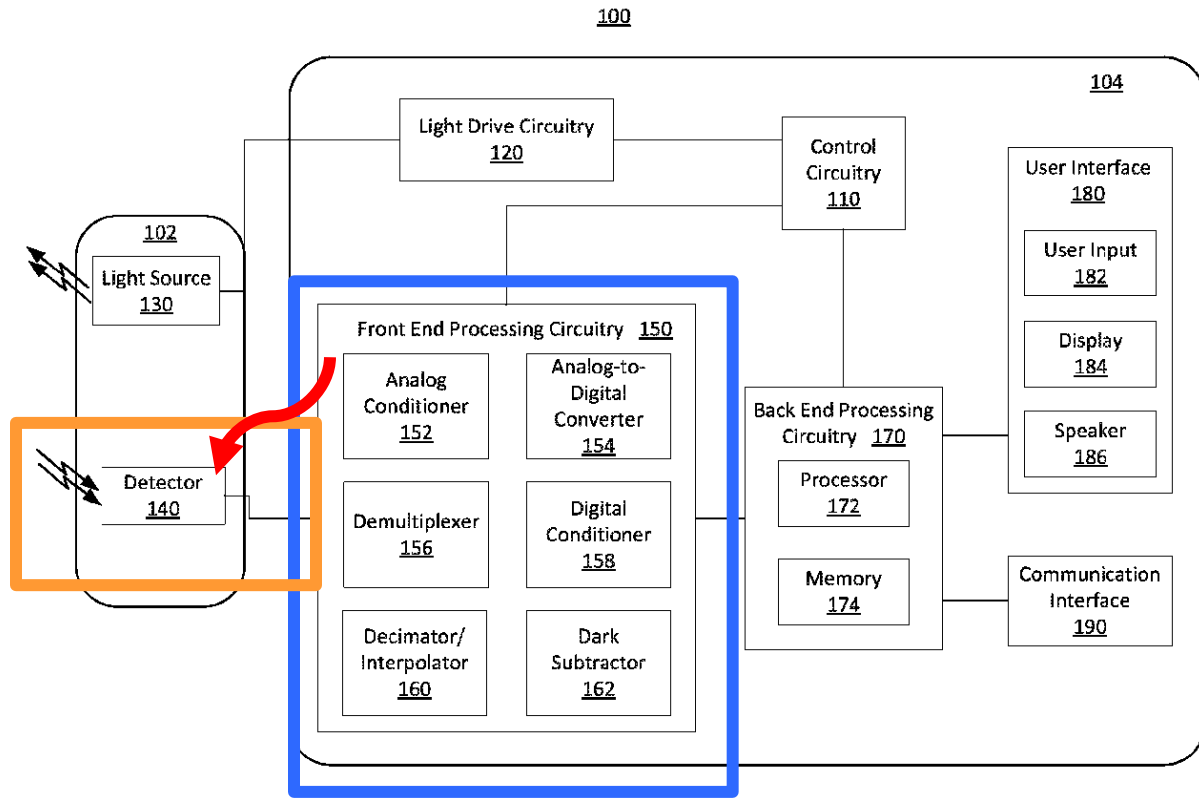 100
104
Light Drive Circuitry
120
Control
Circuitry
110
User Interface
180
User Input
182
Display
184
Speaker
186
102
Light Source
130
Detector
140
Front End Processing Circuitry 150
Analog
Conditioner
152
Analog-to-
Digital
Converter
154
Demultiplexer
156
Digital
Conditioner
158
Decimator/
Interpolator
160
Dark
Subtractor
162
Back End Processing
Circuitry 170
Processor
172
Memory
174
Communication
Interface
190